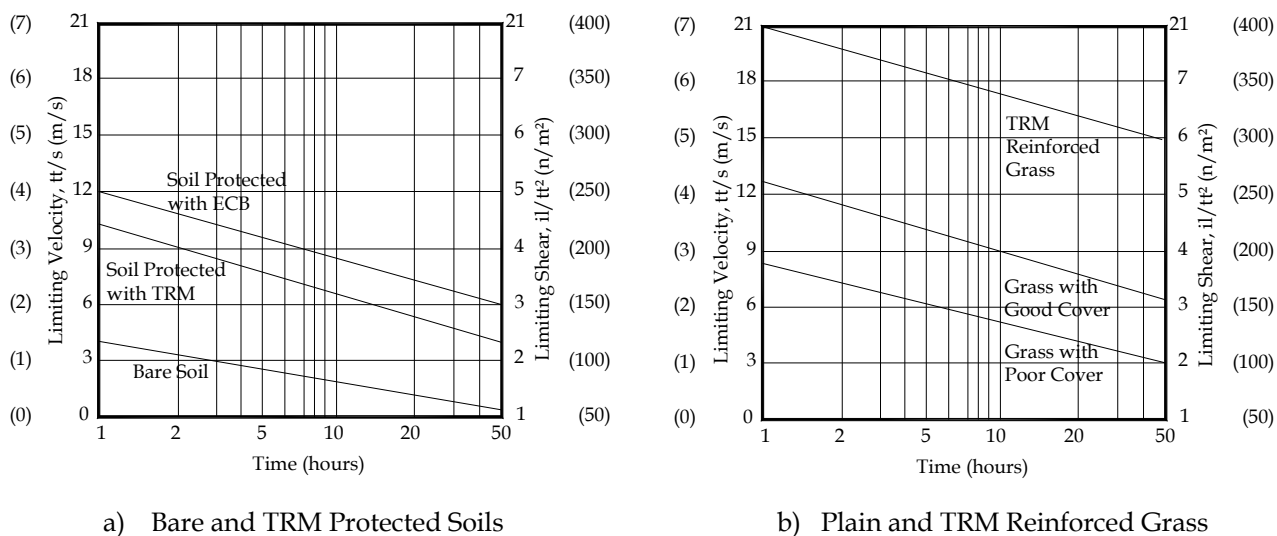 (7) 21 21 (400)
(6) 18 7 (350)
(5) 15 6 (300)
(4) 12 5 (250)
(3) 9 4 (200)
(2) 6 3 (150)
(1) 3 2 (100)
(0) 0 1 (50)
Limiting Velocity, tt/s (m/s)
Limiting Shear, il/tt² (n/m²)
Soil Protected
with ECB
Soil Protected
with TRM
Bare Soil
1 2 5 10 20 50
Time (hours)
a) Bare and TRM Protected Soils
(7) 21 21 (400)
(6) 18 7 (350)
(5) 15 6 (300)
(4) 12 5 (250)
(3) 9 4 (200)
(2) 6 3 (150)
(1) 3 2 (100)
(0) 0 1 (50)
Limiting Velocity, tt/s (m/s)
Limiting Shear, il/tt² (n/m²)
TRM
Reinforced
Grass
Grass with
Good Cover
Grass with
Poor Cover
1 2 5 10 20 50
Time (hours)
b) Plain and TRM Reinforced Grass